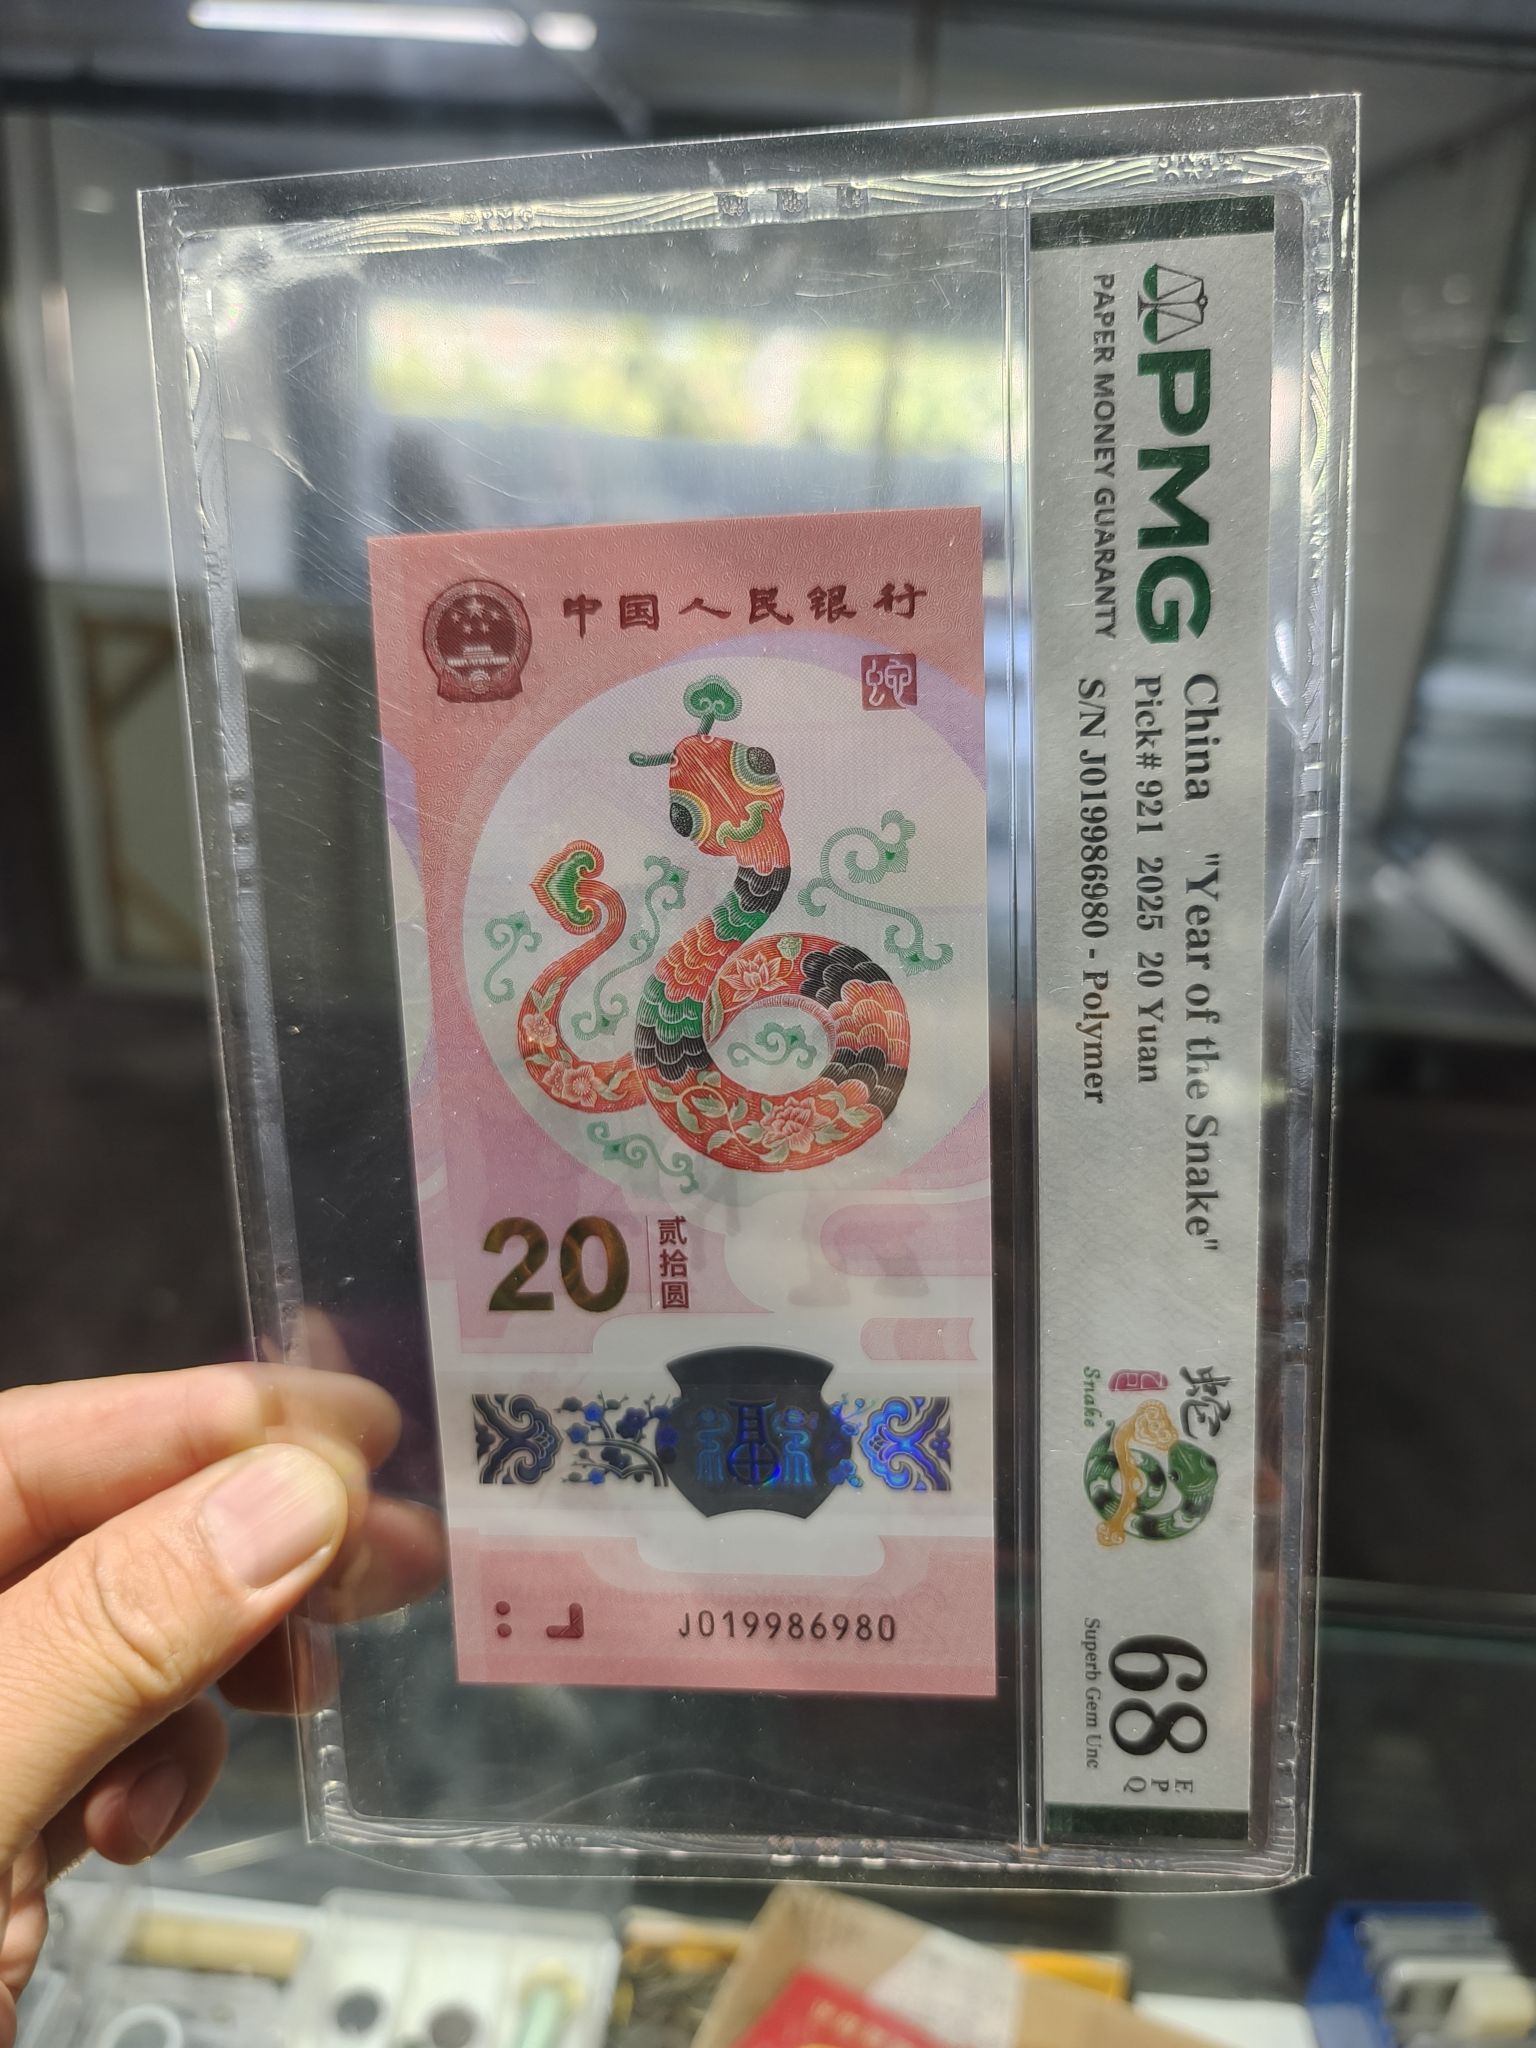 中国人民银行
蛇
20
贰拾圆
J019986980
PMG
PAPER MONEY GUARANTY
China "Year of the Snake"
Pick# 921 2025 20 Yuan
S/N J019986980 - Polymer
蛇
Snake
68
EPQ
Superb Gem Unc